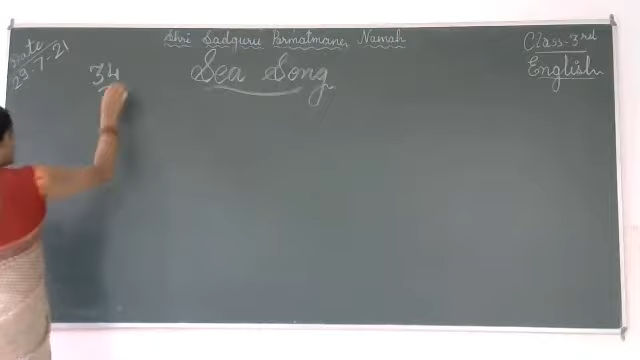 Shri Sadguru Parmatmane Namah
Date
29-7-21
Class-3rd
English
34
Sea Song